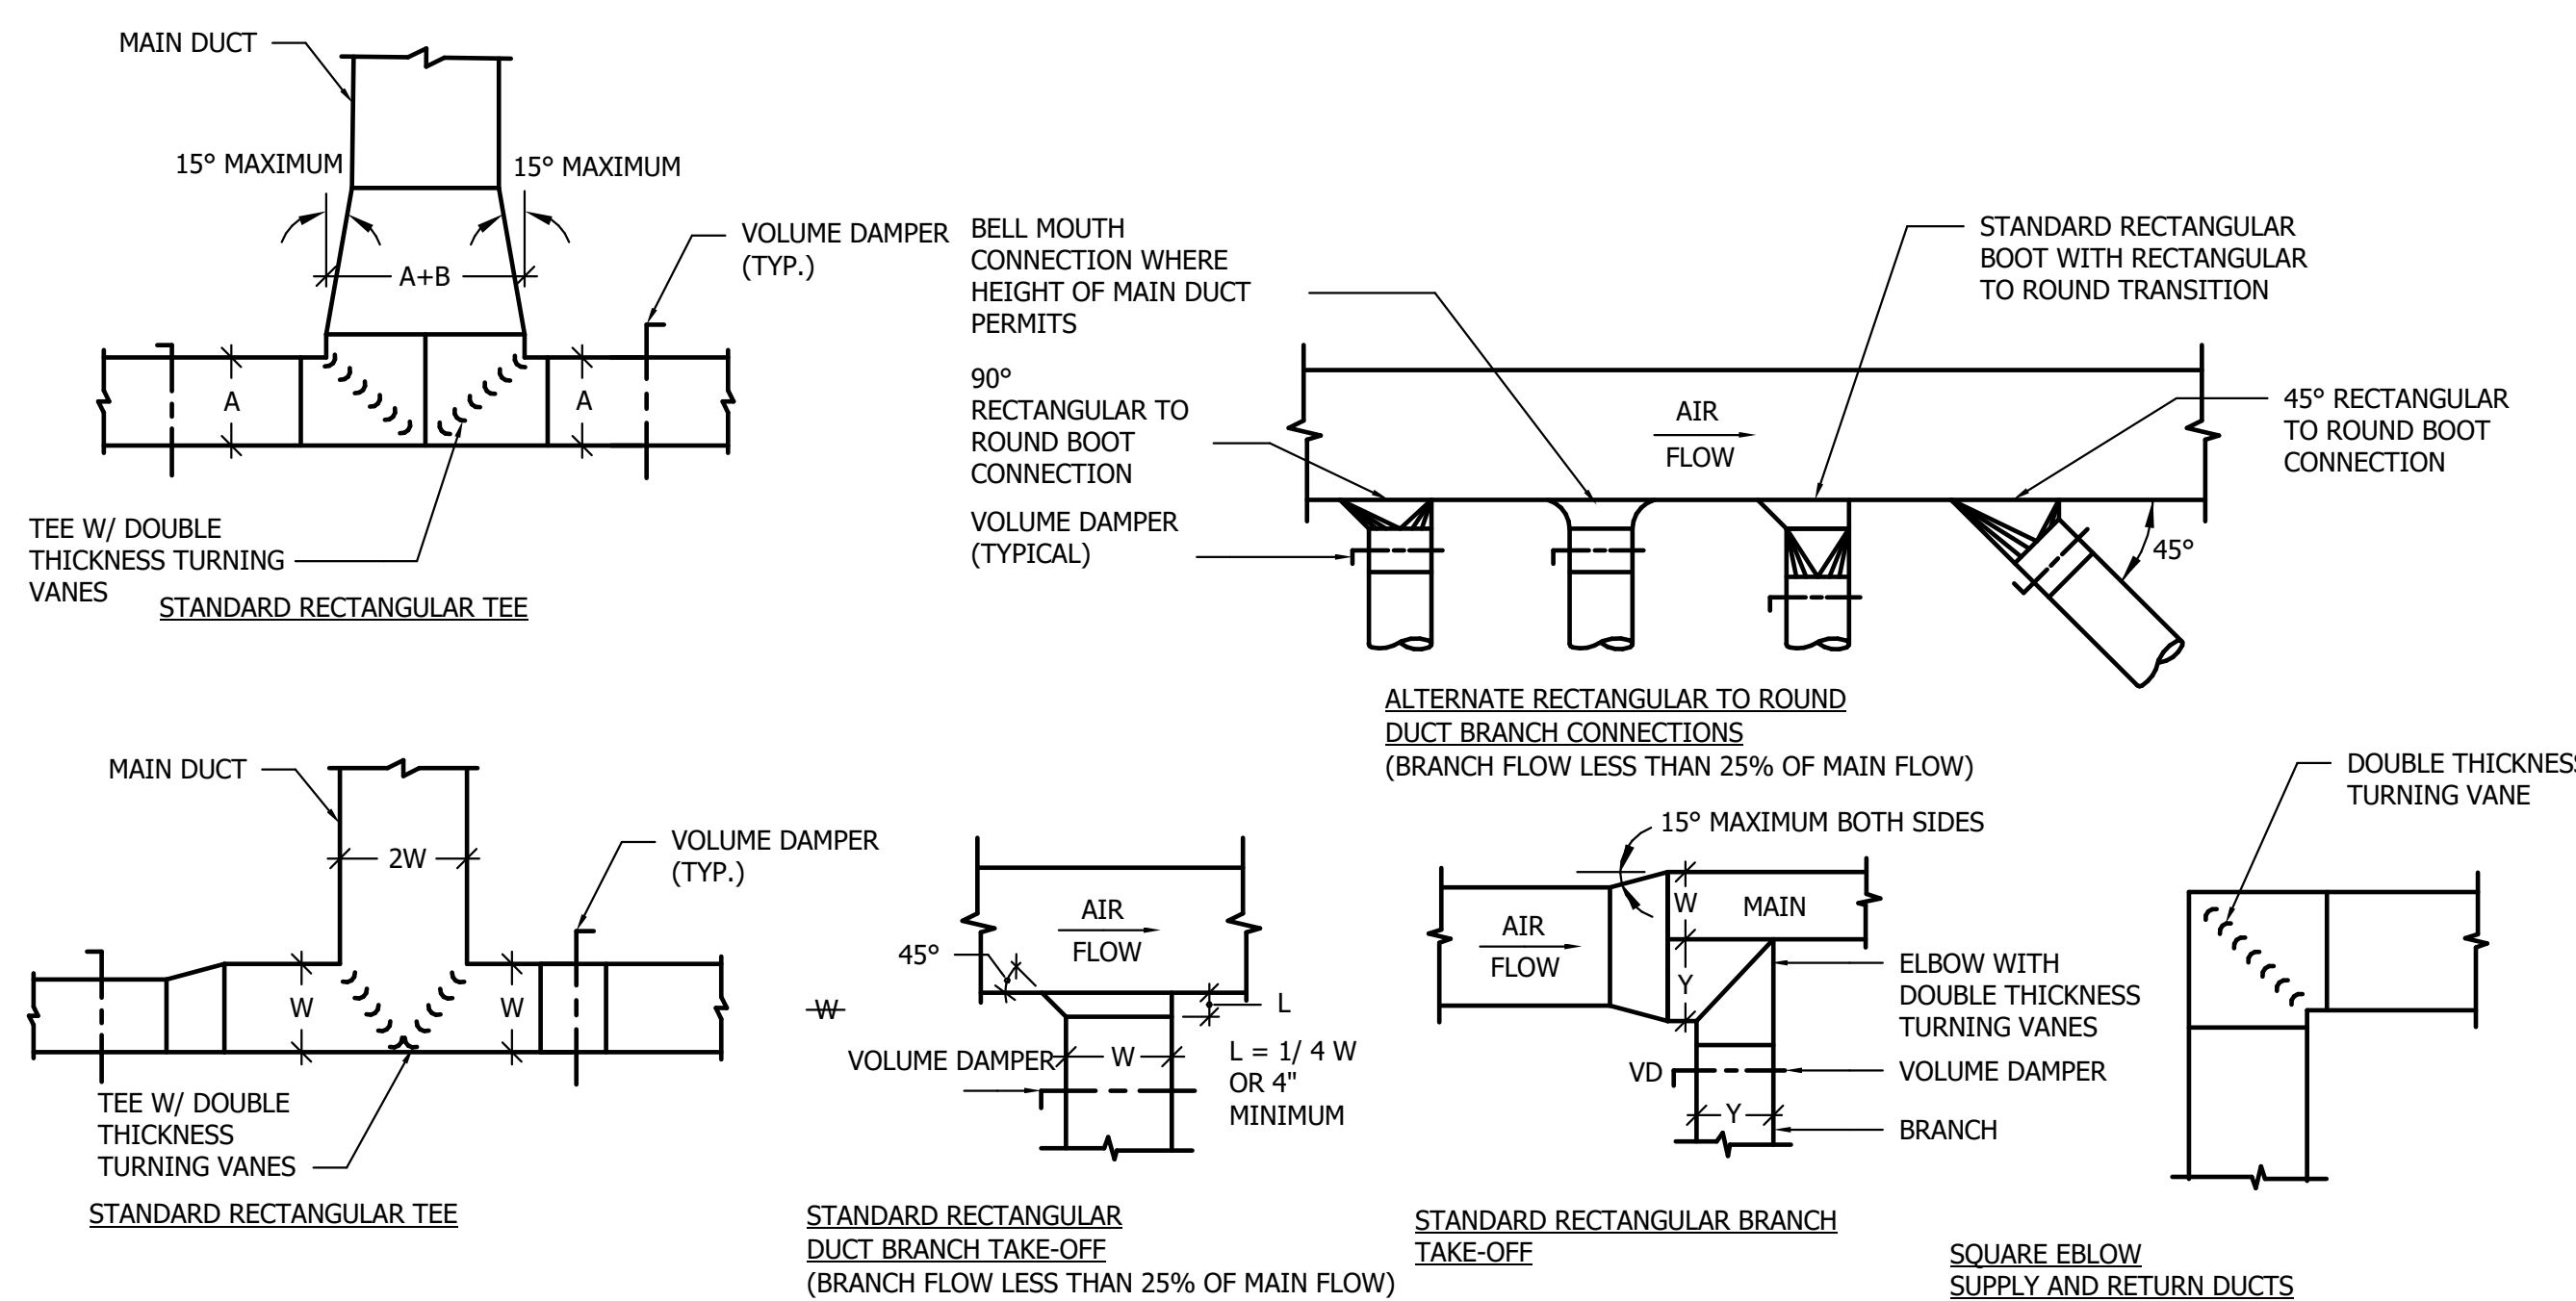 MAIN DUCT
15° MAXIMUM
15° MAXIMUM
A+B
VOLUME DAMPER
(TYP.)
A
A
TEE W/ DOUBLE
THICKNESS TURNING
VANES
STANDARD RECTANGULAR TEE
BELL MOUTH
CONNECTION WHERE
HEIGHT OF MAIN DUCT
PERMITS
90°
RECTANGULAR TO
ROUND BOOT
CONNECTION
VOLUME DAMPER
(TYPICAL)
AIR
FLOW
STANDARD RECTANGULAR
BOOT WITH RECTANGULAR
TO ROUND TRANSITION
45° RECTANGULAR
TO ROUND BOOT
CONNECTION
45°
ALTERNATE RECTANGULAR TO ROUND
DUCT BRANCH CONNECTIONS
(BRANCH FLOW LESS THAN 25% OF MAIN FLOW)
MAIN DUCT
2W
VOLUME DAMPER
(TYP.)
W
W
TEE W/ DOUBLE
THICKNESS
TURNING VANES
STANDARD RECTANGULAR TEE
W
AIR
FLOW
45°
L
VOLUME DAMPER
W
L = 1/ 4 W
OR 4"
MINIMUM
STANDARD RECTANGULAR
DUCT BRANCH TAKE-OFF
(BRANCH FLOW LESS THAN 25% OF MAIN FLOW)
15° MAXIMUM BOTH SIDES
AIR
FLOW
W
MAIN
Y
ELBOW WITH
DOUBLE THICKNESS
TURNING VANES
VD
VOLUME DAMPER
Y
BRANCH
STANDARD RECTANGULAR BRANCH
TAKE-OFF
DOUBLE THICKNESS
TURNING VANE
SQUARE EBLOW
SUPPLY AND RETURN DUCTS